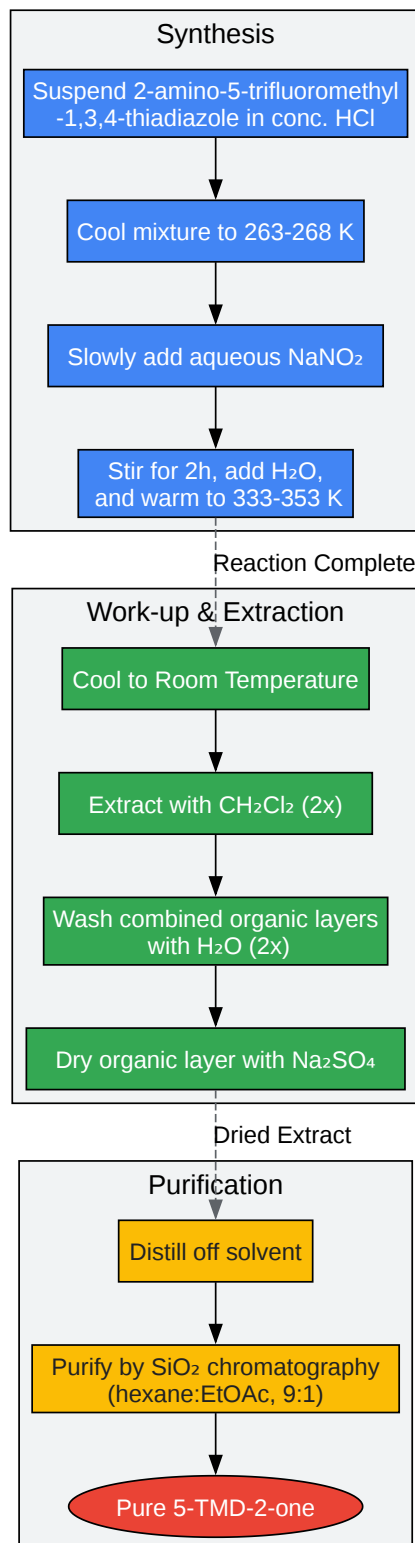 Synthesis
Suspend 2-amino-5-trifluoromethyl
-1,3,4-thiadiazole in conc. HCl
Cool mixture to 263-268 K
Slowly add aqueous NaNO₂
Stir for 2h, add H₂O,
and warm to 333-353 K
Reaction Complete
Work-up & Extraction
Cool to Room Temperature
Extract with CH₂Cl₂ (2x)
Wash combined organic layers
with H₂O (2x)
Dry organic layer with Na₂SO₄
Dried Extract
Purification
Distill off solvent
Purify by SiO₂ chromatography
(hexane:EtOAc, 9:1)
Pure 5-TMD-2-one